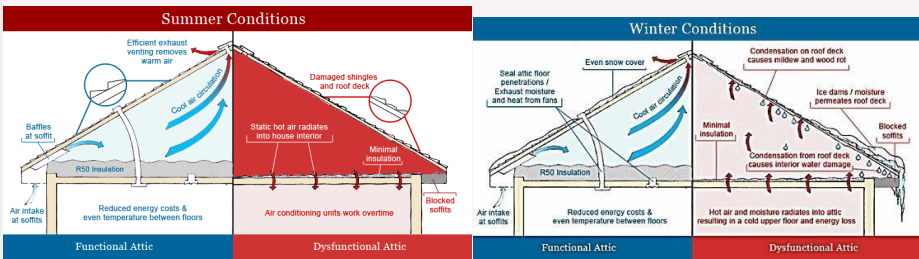 Summer Conditions
Efficient exhaust
venting removes
warm air
Cool air circulation
Baffles
at soffit
R50 Insulation
Air intake
at soffits
Reduced energy costs &
even temperature between floors
Functional Attic
Damaged shingles
and roof deck
Static hot air radiates
into house interior
Minimal
insulation
Blocked
soffits
Air conditioning units work overtime
Dysfunctional Attic
Winter Conditions
Seal attic floor
penetrations /
Exhaust moisture
and heat from fans
Even snow cover
Cool air circulation
R50 Insulation
Air intake
at soffits
Reduced energy costs &
even temperature between floors
Functional Attic
Condensation on roof deck
causes mildew and wood rot
Ice dams / moisture
permeates roof deck
Minimal
insulation
Blocked
soffits
Condensation from roof deck
causes interior water damage
Hot air and moisture radiates into attic
resulting in a cold upper floor and energy loss
Dysfunctional Attic